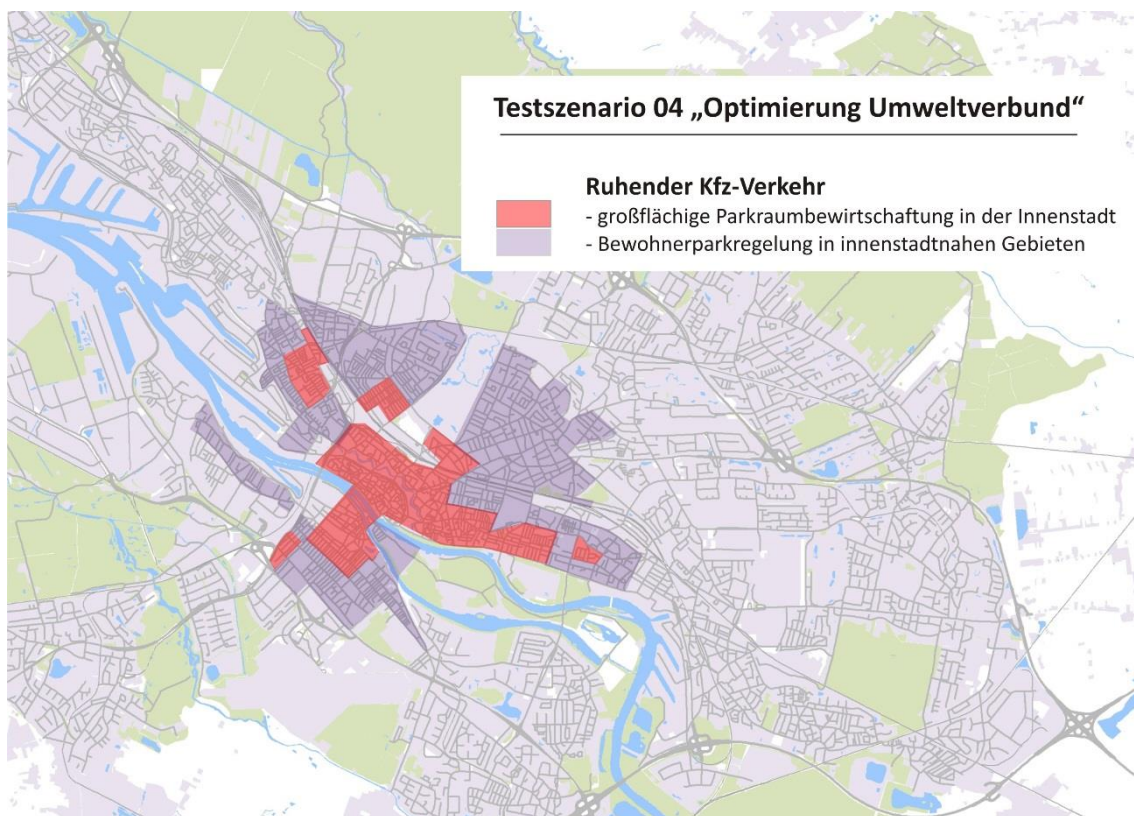 Testszenario 04 „Optimierung Umweltverbund“
Ruhender Kfz-Verkehr
- großflächige Parkraumbewirtschaftung in der Innenstadt
- Bewohnerparkregelung in innenstadtnahen Gebieten